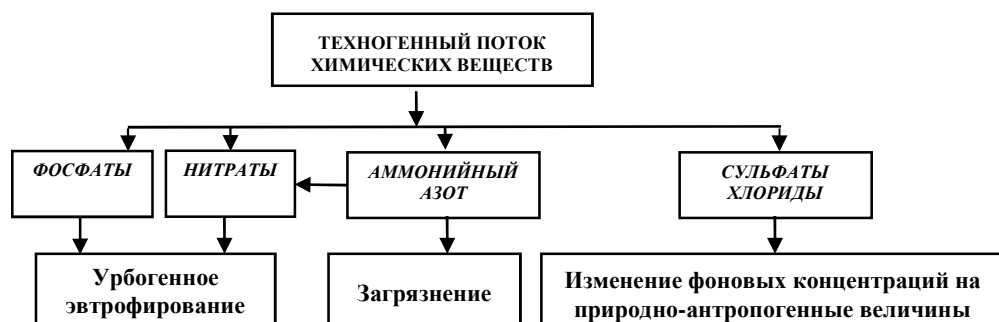 ТЕХНОГЕННЫЙ ПОТОК
ХИМИЧЕСКИХ ВЕЩЕСТВ
ФОСФАТЫ
НИТРАТЫ
АММОНИЙНЫЙ
АЗОТ
СУЛЬФАТЫ
ХЛОРИДЫ
Урбогенное
эвтрофирование
Загрязнение
Изменение фоновых концентраций на
природно-антропогенные величины